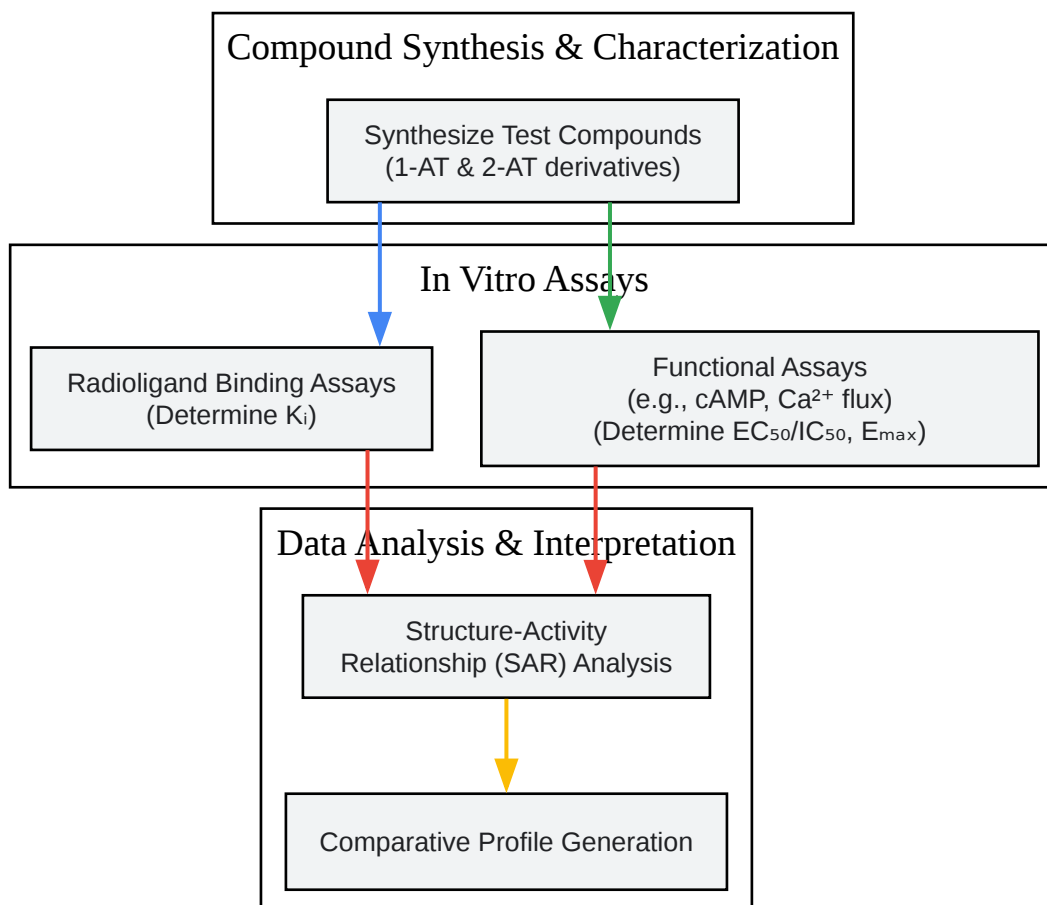 Compound Synthesis & Characterization
Synthesize Test Compounds
(1-AT & 2-AT derivatives)
In Vitro Assays
Radioligand Binding Assays
(Determine Kᵢ)
Functional Assays
(e.g., cAMP, Ca²⁺ flux)
(Determine EC₅₀/IC₅₀, Eₘₐₓ)
Data Analysis & Interpretation
Structure-Activity
Relationship (SAR) Analysis
Comparative Profile Generation